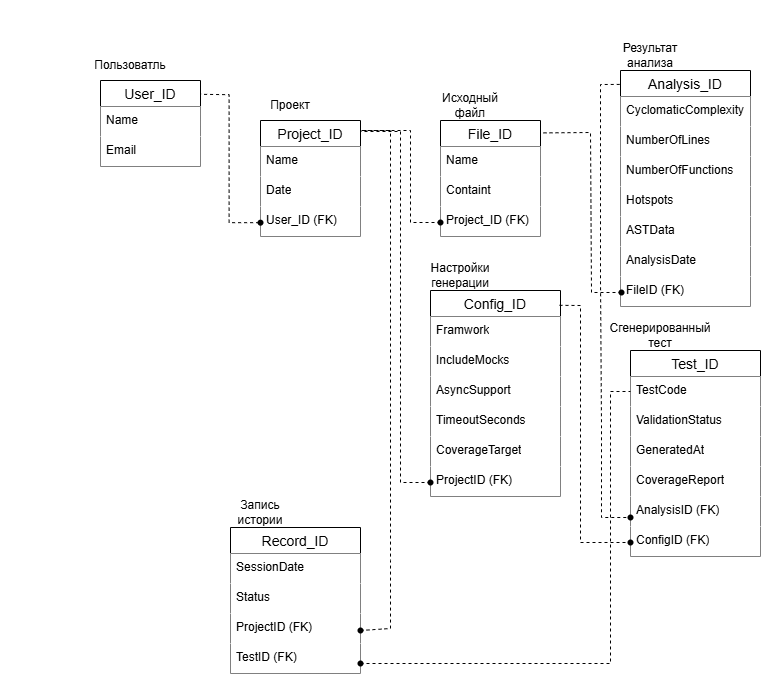 Пользоватль
User_ID
Name
Email
Проект
Project_ID
Name
Date
User_ID (FK)
Исходный
файл
File_ID
Name
Containt
Project_ID (FK)
Результат
анализа
Analysis_ID
CyclomaticComplexity
NumberOfLines
NumberOfFunctions
Hotspots
ASTData
AnalysisDate
FileID (FK)
Настройки
генерации
Config_ID
Framwork
IncludeMocks
AsyncSupport
TimeoutSeconds
CoverageTarget
ProjectID (FK)
Сгенерированный
тест
Test_ID
TestCode
ValidationStatus
GeneratedAt
CoverageReport
AnalysisID (FK)
ConfigID (FK)
Запись
истории
Record_ID
SessionDate
Status
ProjectID (FK)
TestID (FK)